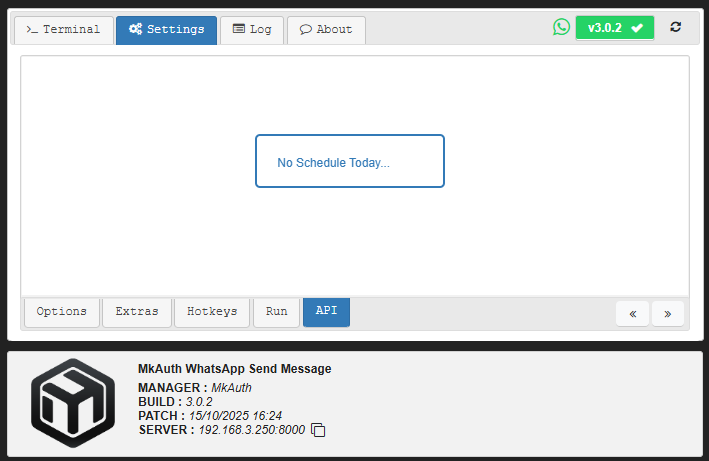 Terminal Settings Log About v3.0.2
No Schedule Today...
Options Extras Hotkeys Run API « »
MkAuth WhatsApp Send Message
MANAGER : MkAuth
BUILD : 3.0.2
PATCH : 15/10/2025 16:24
SERVER : 192.168.3.250:8000